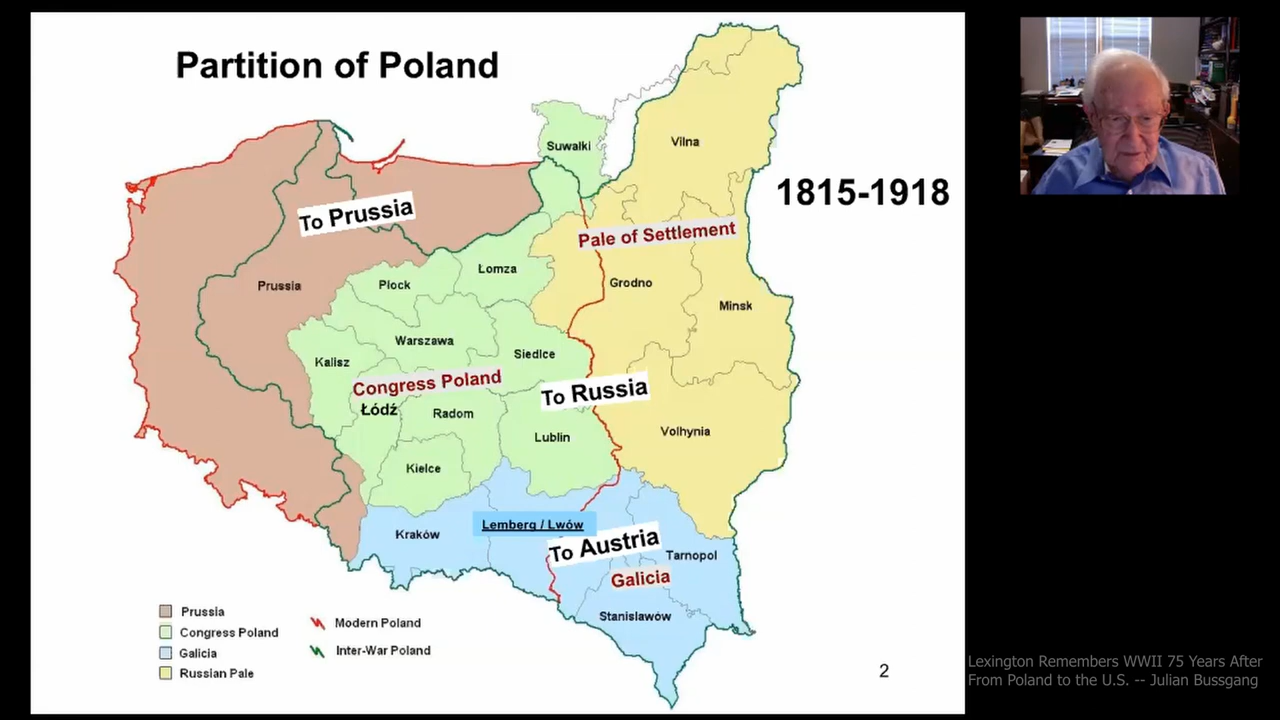 Partition of Poland
1815-1918
Suwalki
Vilna
To Prussia
Pale of Settlement
Prussia
Plock
Łomza
Grodno
Minsk
Warszawa
Siedlce
Kalisz
Congress Poland
To Russia
Łódź
Radom
Lublin
Volhynia
Kielce
Kraków
Lemberg / Lwów
To Austria
Tarnopol
Galicia
Stanisławów
Prussia
Congress Poland
Galicia
Russian Pale
Modern Poland
Inter-War Poland
2
Lexington Remembers WWII 75 Years After
From Poland to the U.S. -- Julian Bussgang